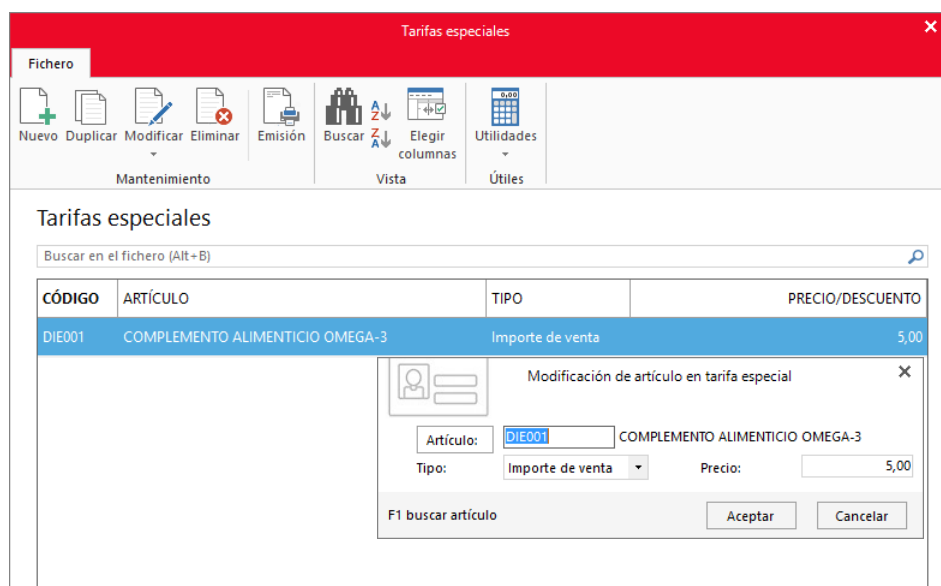 Tarifas especiales
Fichero
Nuevo Duplicar Modificar Eliminar Emisión Buscar Elegir columnas Utilidades
Mantenimiento Vista Útiles
Tarifas especiales
Buscar en el fichero (Alt+B)
CÓDIGO ARTÍCULO TIPO PRECIO/DESCUENTO
DIE001 COMPLEMENTO ALIMENTICIO OMEGA-3 Importe de venta 5,00
Modificación de artículo en tarifa especial
Artículo: DIE001 COMPLEMENTO ALIMENTICIO OMEGA-3
Tipo: Importe de venta Precio: 5,00
F1 buscar artículo Aceptar Cancelar